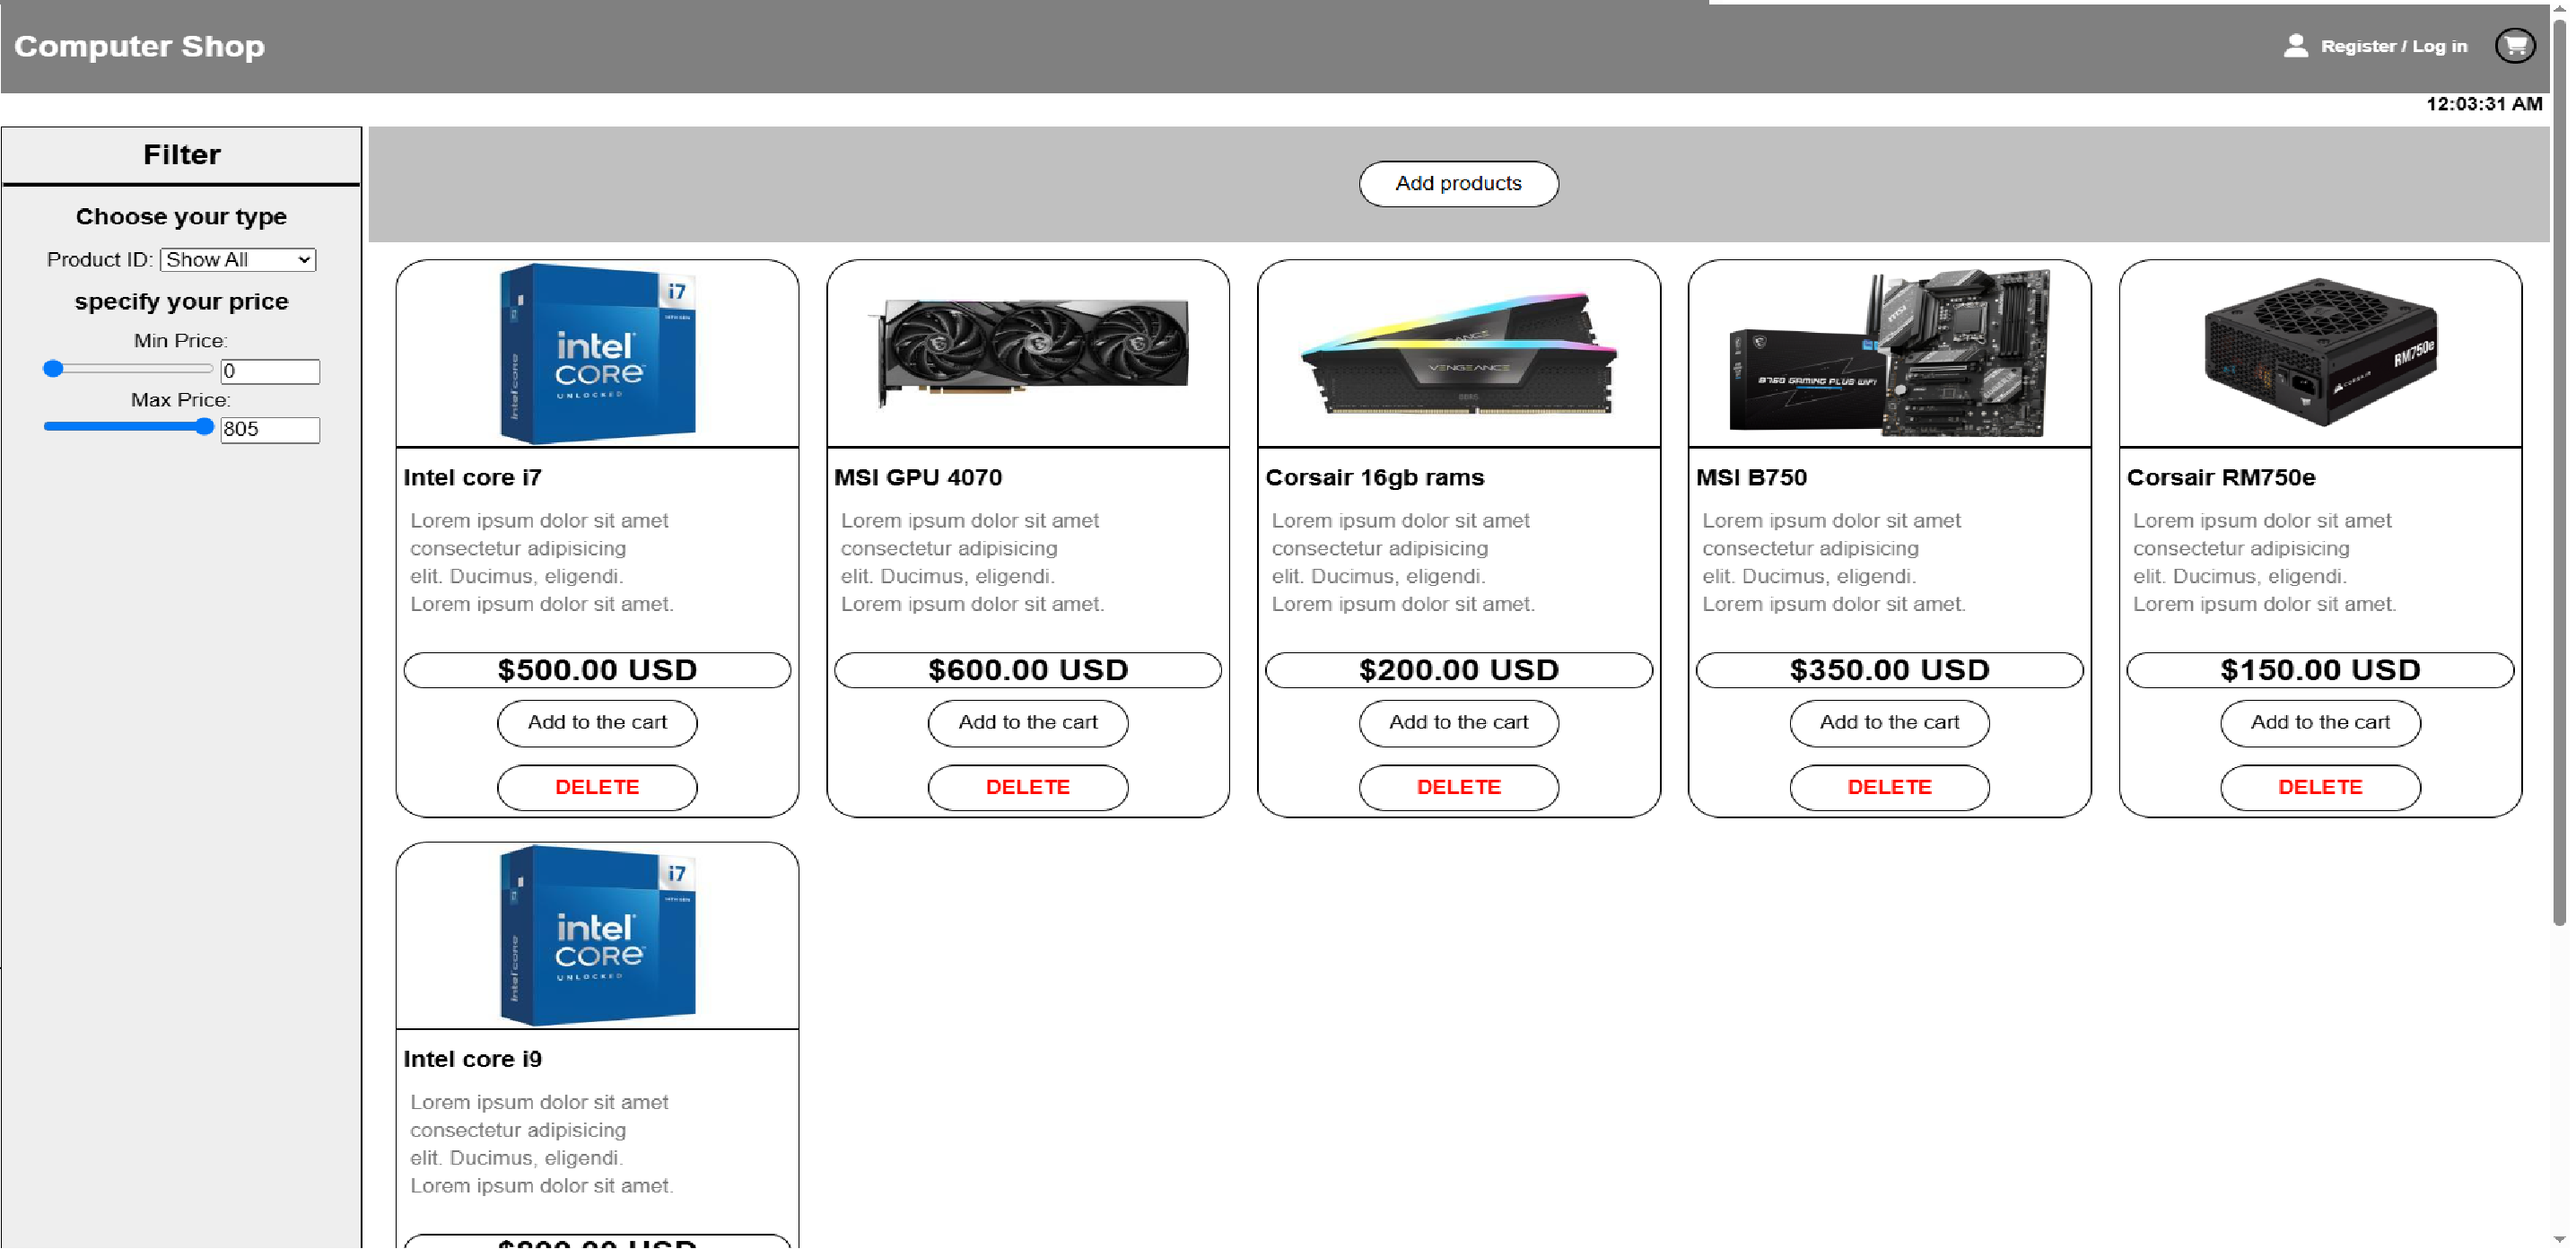 Computer Shop
Register / Log in
12:03:31 AM
Filter
Choose your type
Product ID: Show All
specify your price
Min Price:
0
Max Price:
805
Add products
i7
intel
CORE
UNLOCKED
intel core
VENGEANCE
DDR5
B760 GAMING PLUS WIFI
RM750e
CORSAIR
Intel core i7
Lorem ipsum dolor sit amet
consectetur adipisicing
elit. Ducimus, eligendi.
Lorem ipsum dolor sit amet.
$500.00 USD
Add to the cart
DELETE
MSI GPU 4070
Lorem ipsum dolor sit amet
consectetur adipisicing
elit. Ducimus, eligendi.
Lorem ipsum dolor sit amet.
$600.00 USD
Add to the cart
DELETE
Corsair 16gb rams
Lorem ipsum dolor sit amet
consectetur adipisicing
elit. Ducimus, eligendi.
Lorem ipsum dolor sit amet.
$200.00 USD
Add to the cart
DELETE
MSI B750
Lorem ipsum dolor sit amet
consectetur adipisicing
elit. Ducimus, eligendi.
Lorem ipsum dolor sit amet.
$350.00 USD
Add to the cart
DELETE
Corsair RM750e
Lorem ipsum dolor sit amet
consectetur adipisicing
elit. Ducimus, eligendi.
Lorem ipsum dolor sit amet.
$150.00 USD
Add to the cart
DELETE
i7
intel
CORE
UNLOCKED
intel core
Intel core i9
Lorem ipsum dolor sit amet
consectetur adipisicing
elit. Ducimus, eligendi.
Lorem ipsum dolor sit amet.